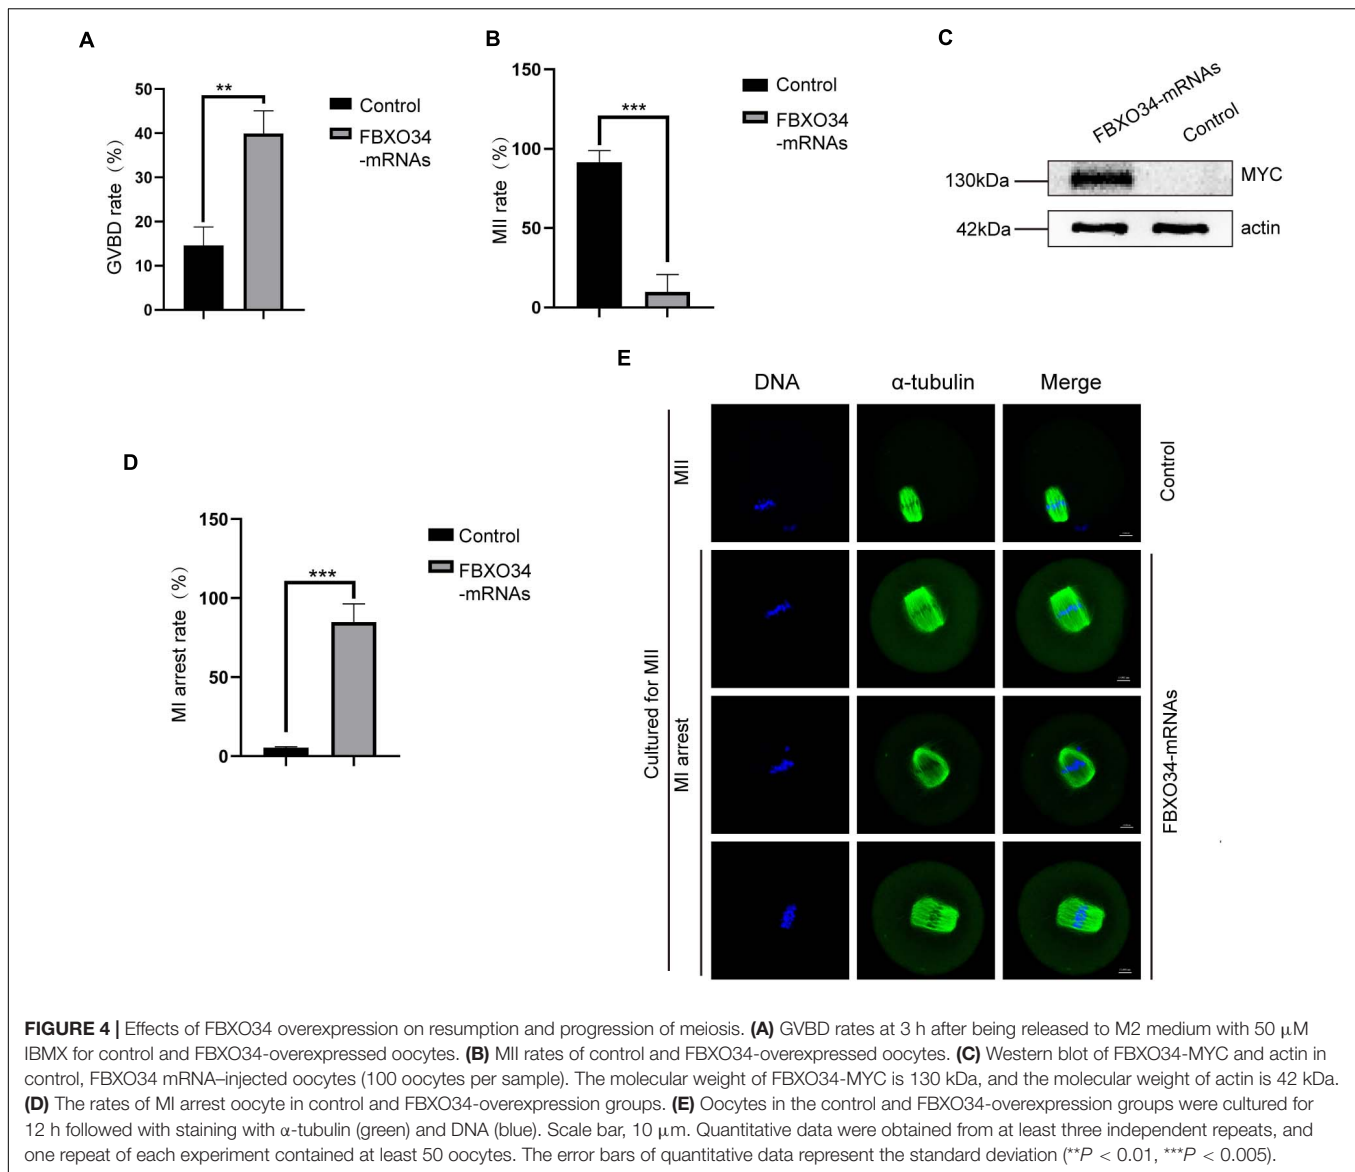 A
50
40
30
20
10
0
GVBD rate (%)
**
Control
FBXO34
-mRNAs
B
150
100
50
0
MII rate (%)
***
Control
FBXO34
-mRNAs
C
FBXO34-mRNAs
Control
130kDa
MYC
42kDa
actin
D
150
100
50
0
MI arrest rate (%)
***
Control
FBXO34
-mRNAs
E
DNA α-tubulin Merge
Cultured for MII
MII
MI arrest
Control
FBXO34-mRNAs
FIGURE 4 | Effects of FBXO34 overexpression on resumption and progression of meiosis. (A) GVBD rates at 3 h after being released to M2 medium with 50 μM
IBMX for control and FBXO34-overexpressed oocytes. (B) MII rates of control and FBXO34-overexpressed oocytes. (C) Western blot of FBXO34-MYC and actin in
control, FBXO34 mRNA–injected oocytes (100 oocytes per sample). The molecular weight of FBXO34-MYC is 130 kDa, and the molecular weight of actin is 42 kDa.
(D) The rates of MI arrest oocyte in control and FBXO34-overexpression groups. (E) Oocytes in the control and FBXO34-overexpression groups were cultured for
12 h followed with staining with α-tubulin (green) and DNA (blue). Scale bar, 10 μm. Quantitative data were obtained from at least three independent repeats, and
one repeat of each experiment contained at least 50 oocytes. The error bars of quantitative data represent the standard deviation (**P < 0.01, ***P < 0.005).